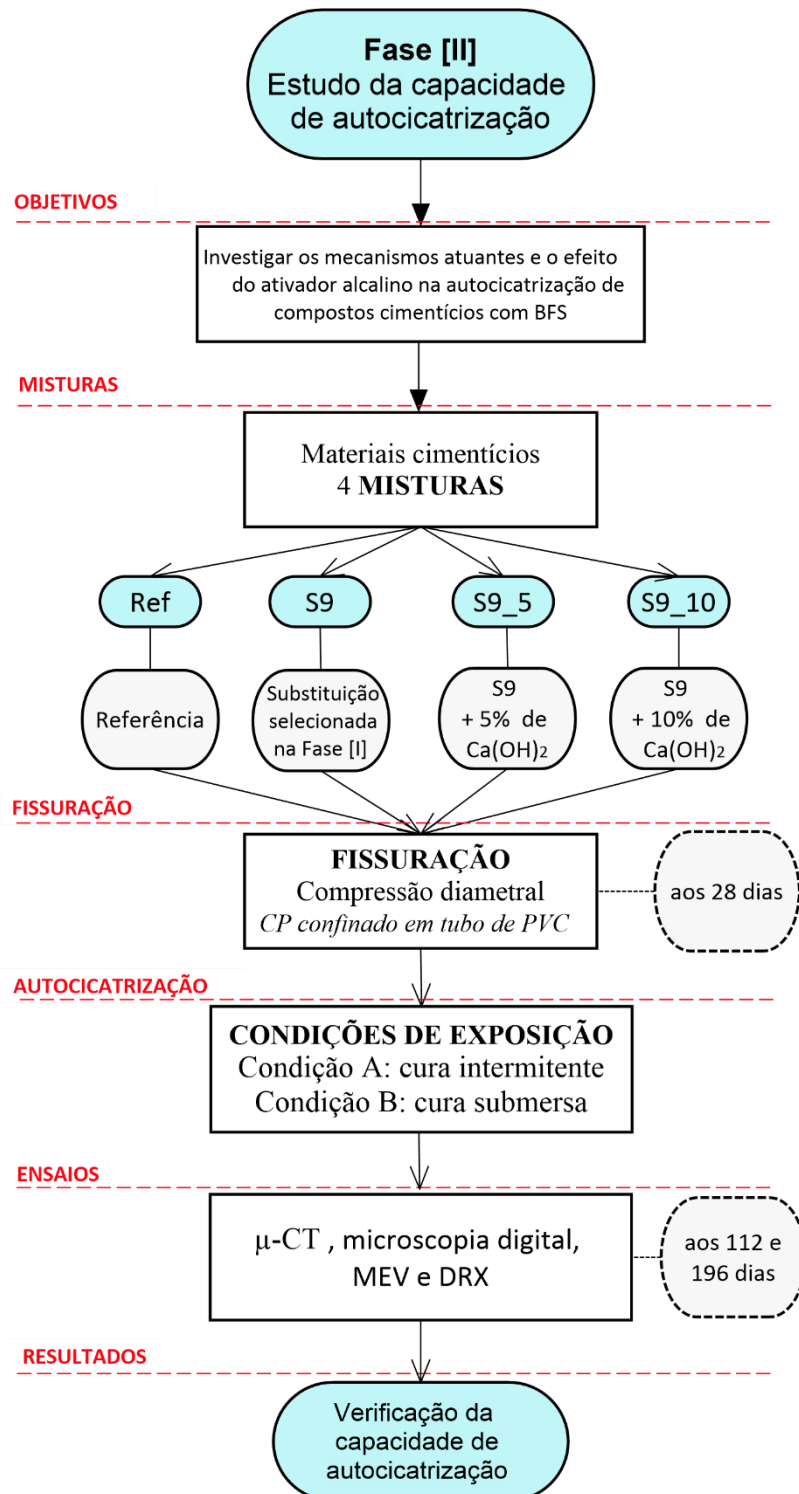 Fase [II]
Estudo da capacidade
de autocicatrização
OBJETIVOS
Investigar os mecanismos atuantes e o efeito
do ativador alcalino na autocicatrização de
compostos cimentícios com BFS
MISTURAS
Materiais cimentícios
4 MISTURAS
Ref
S9
S9_5
S9_10
Referência
Substituição
selecionada
na Fase [I]
S9
+ 5% de
Ca(OH)₂
S9
+ 10% de
Ca(OH)₂
FISSURAÇÃO
FISSURAÇÃO
Compressão diametral
CP confinado em tubo de PVC
aos 28 dias
AUTOCICATRIZAÇÃO
CONDIÇÕES DE EXPOSIÇÃO
Condição A: cura intermitente
Condição B: cura submersa
ENSAIOS
μ-CT , microscopia digital,
MEV e DRX
aos 112 e
196 dias
RESULTADOS
Verificação da
capacidade de
autocicatrização